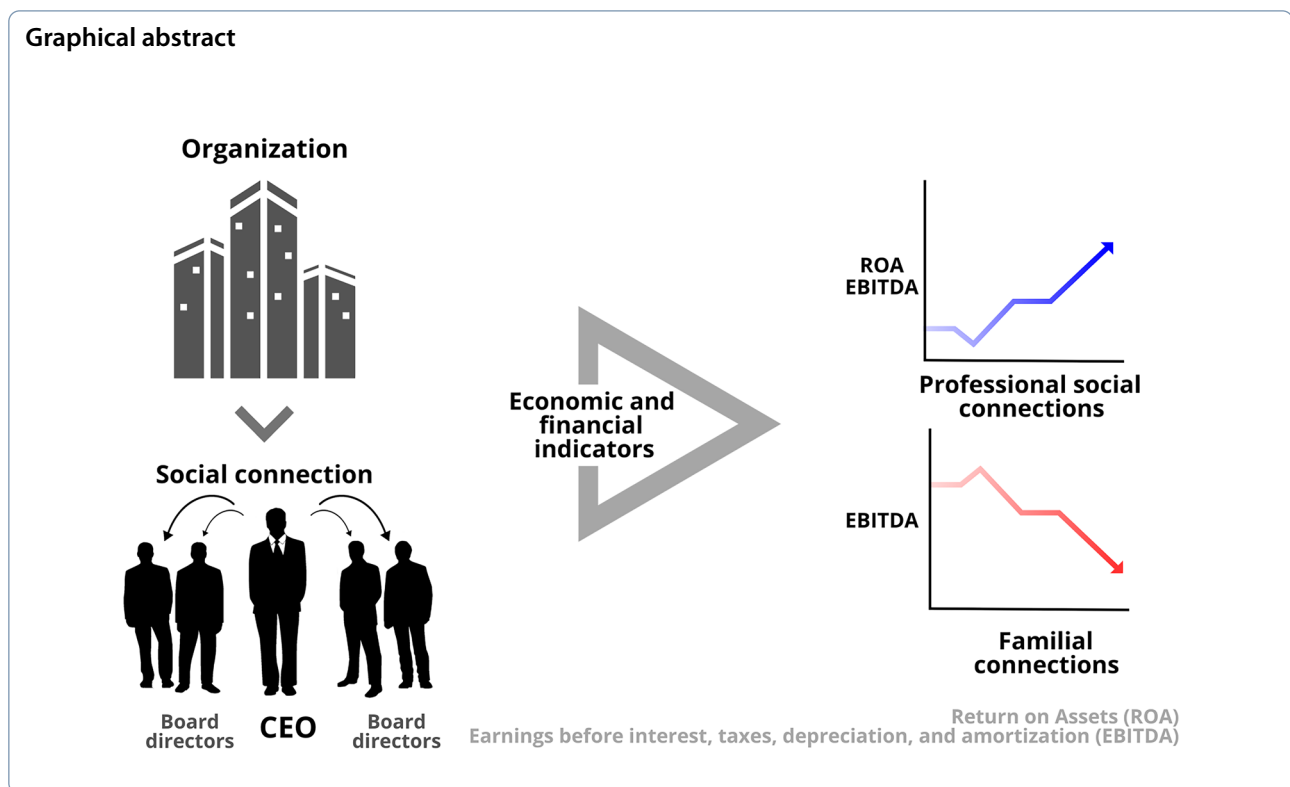 Graphical abstract
Organization
Social connection
Board
directors
CEO
Board
directors
Economic and
financial
indicators
ROA
EBITDA
Professional social
connections
EBITDA
Familial
connections
Return on Assets (ROA)
Earnings before interest, taxes, depreciation, and amortization (EBITDA)